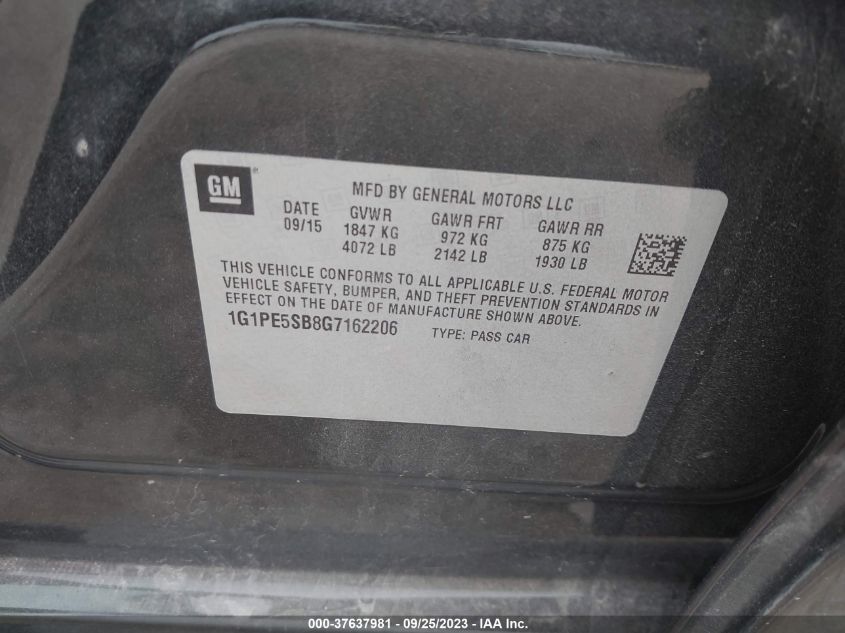 GM
MFD BY GENERAL MOTORS LLC
DATE GVWR GAWR FRT GAWR RR
09/15 1847 KG 972 KG 875 KG
4072 LB 2142 LB 1930 LB
THIS VEHICLE CONFORMS TO ALL APPLICABLE U.S. FEDERAL MOTOR
VEHICLE SAFETY, BUMPER, AND THEFT PREVENTION STANDARDS IN
EFFECT ON THE DATE OF MANUFACTURE SHOWN ABOVE.
1G1PE5SB8G7162206 TYPE: PASS CAR
000-37637981 - 09/25/2023 - IAA Inc.